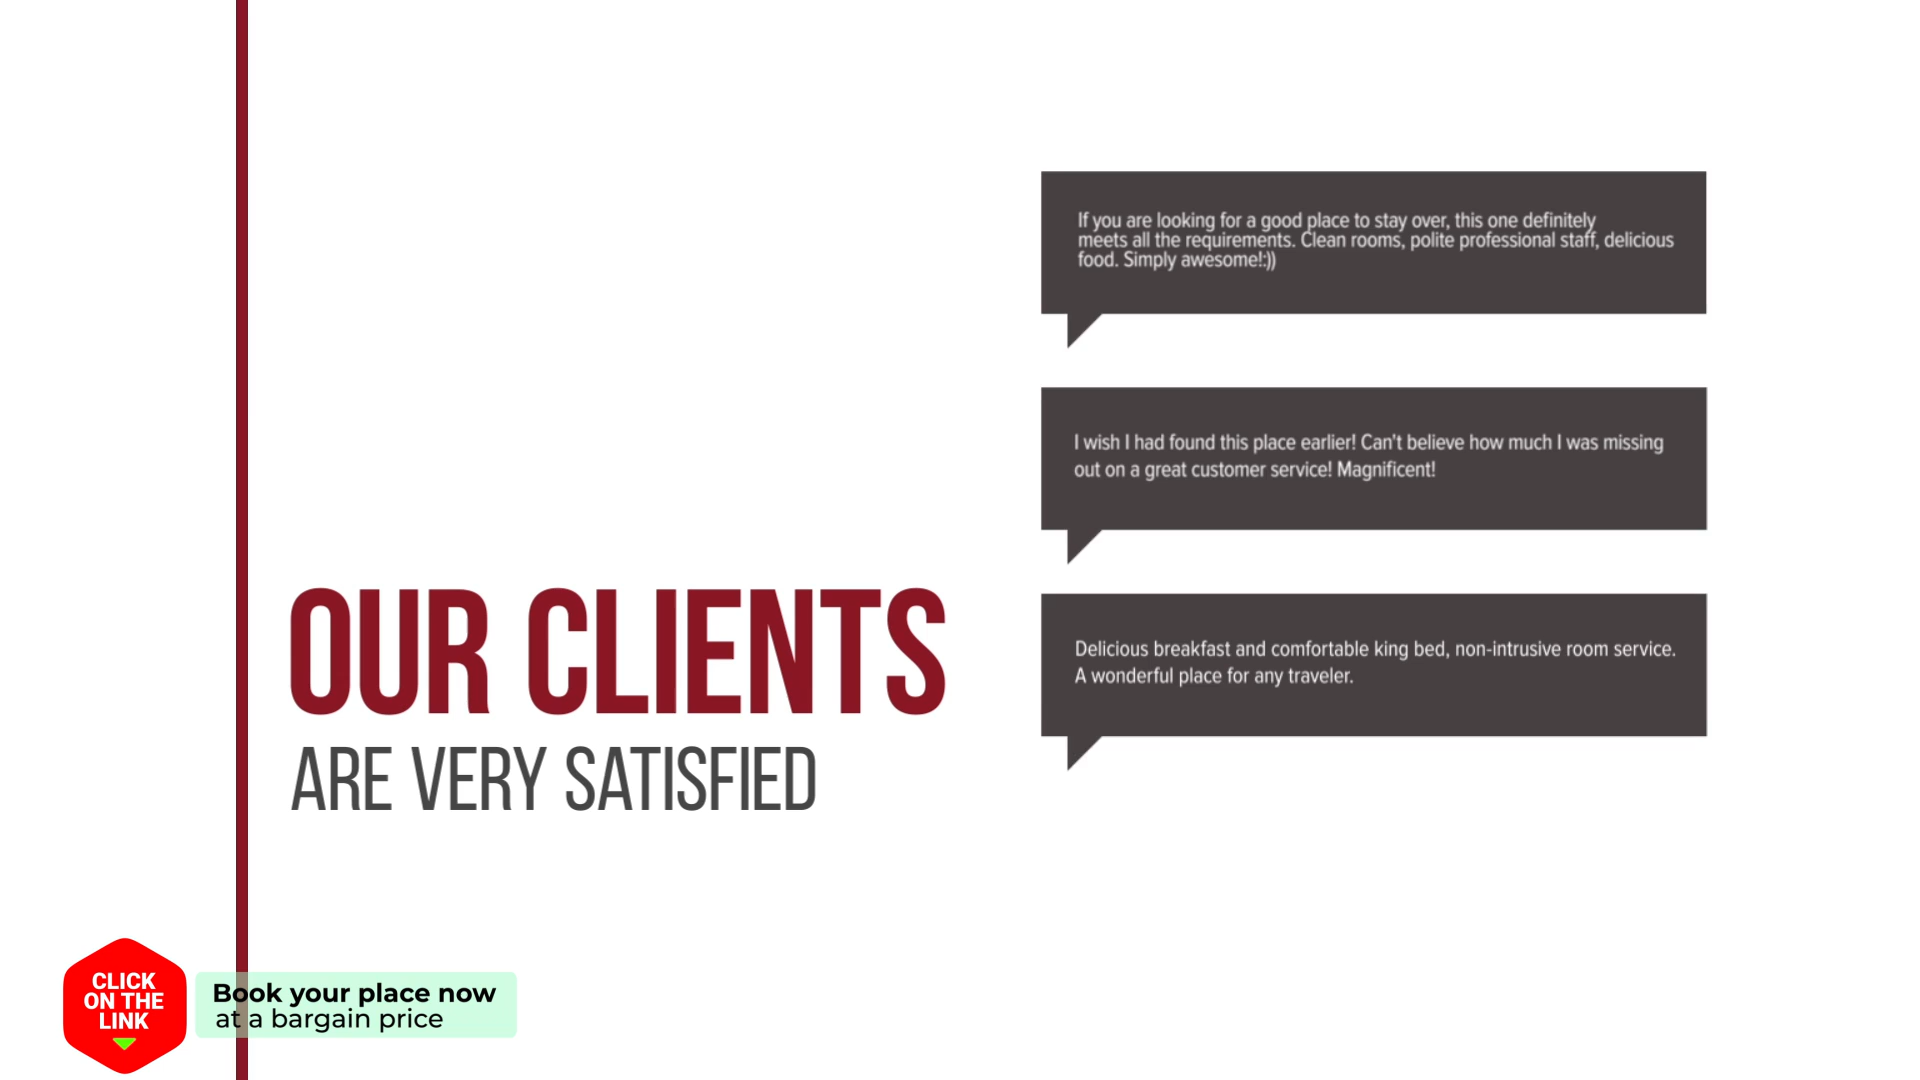 If you are looking for a good place to stay over, this one definitely
meets all the requirements. Clean rooms, polite professional staff, delicious
food. Simply awesome!:))
I wish I had found this place earlier! Can't believe how much I was missing
out on a great customer service! Magnificent!
OUR CLIENTS
ARE VERY SATISFIED
Delicious breakfast and comfortable king bed, non-intrusive room service.
A wonderful place for any traveler.
CLICK
ON THE
LINK
Book your place now
at a bargain price